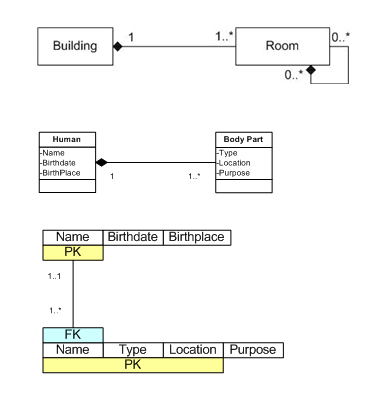 Building 1 1..* Room 0..*
0..*
Human Body Part
-Name -Type
-Birthdate -Location
-BirthPlace -Purpose
1 1..*
Name Birthdate Birthplace
PK
1..1
1..*
FK
Name Type Location Purpose
PK